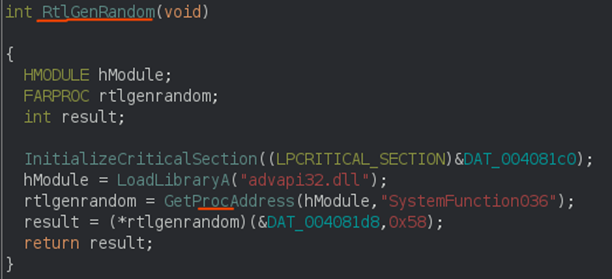 int RtlGenRandom(void)
{
HMODULE hModule;
FARPROC rtlgenrandom;
int result;
InitializeCriticalSection((LPCRITICAL_SECTION)&DAT_004081c0);
hModule = LoadLibraryA("advapi32.dll");
rtlgenrandom = GetProcAddress(hModule,"SystemFunction036");
result = (*rtlgenrandom)(&DAT_004081d8,0x58);
return result;
}